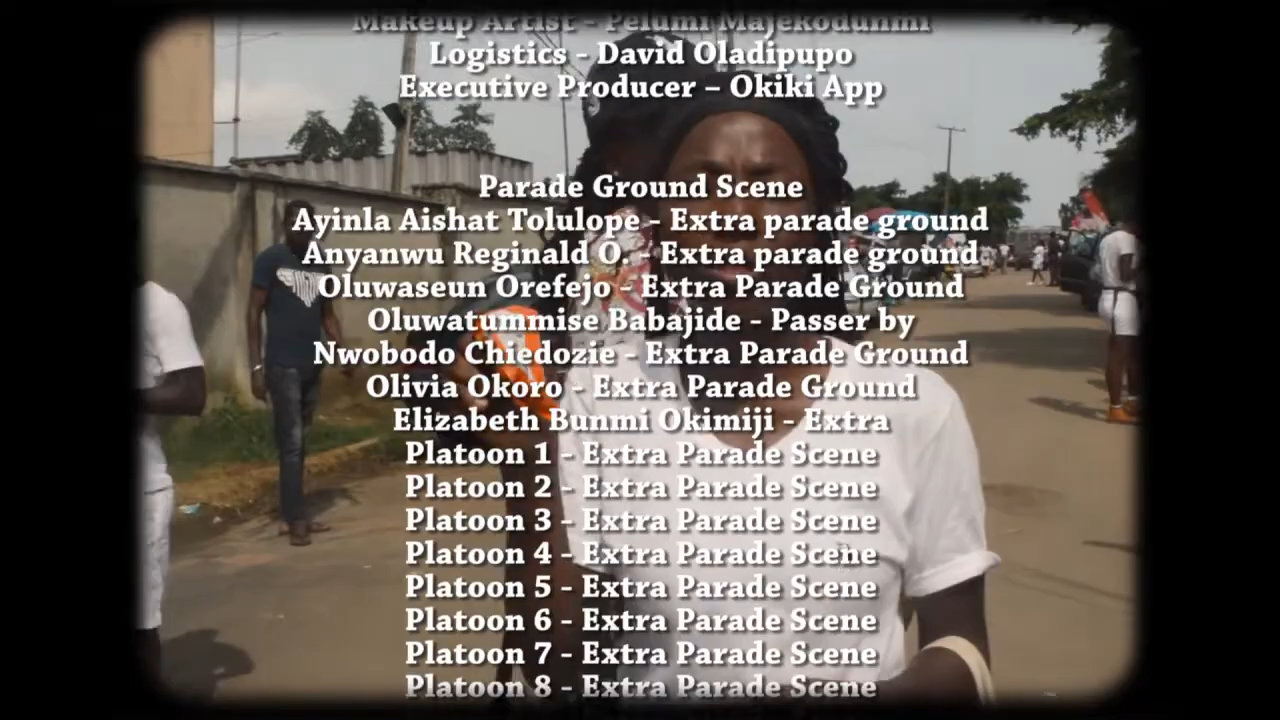 Makeup Artist - Pelumi Majekodunmi
Logistics - David Oladipupo
Executive Producer – Okiki App
Parade Ground Scene
Ayinla Aishat Tolulope - Extra parade ground
Anyanwu Reginald O. - Extra parade ground
Oluwaseun Orefejo - Extra Parade Ground
Oluwatummise Babajide - Passer by
Nwobodo Chiedozie - Extra Parade Ground
Olivia Okoro - Extra Parade Ground
Elizabeth Bunmi Okimiji - Extra
Platoon 1 - Extra Parade Scene
Platoon 2 - Extra Parade Scene
Platoon 3 - Extra Parade Scene
Platoon 4 - Extra Parade Scene
Platoon 5 - Extra Parade Scene
Platoon 6 - Extra Parade Scene
Platoon 7 - Extra Parade Scene
Platoon 8 - Extra Parade Scene